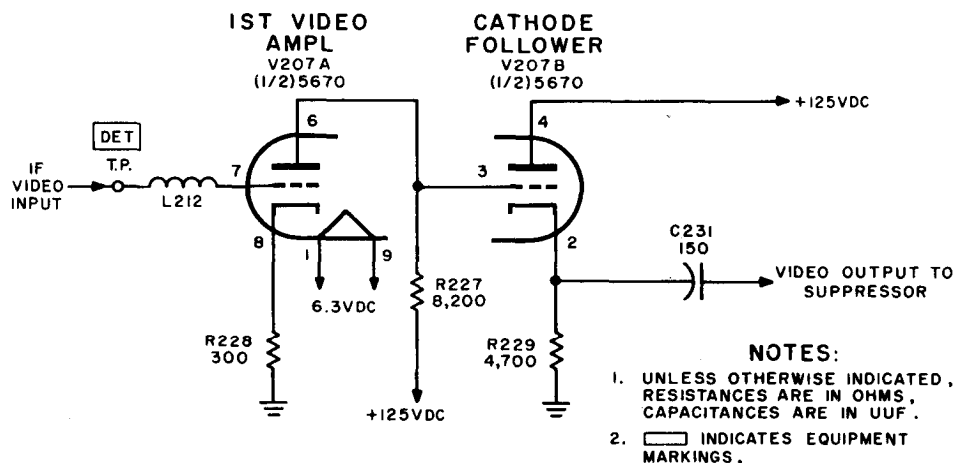 1ST VIDEO
AMPL
V207A
(1/2)5670
CATHODE
FOLLOWER
V207B
(1/2)5670
6
4
+125VDC
DET
T.P.
IF
VIDEO
INPUT
L212
7
3
8
1
9
2
6.3VDC
C231
150
VIDEO OUTPUT TO
SUPPRESSOR
R227
8,200
R228
300
R229
4,700
+125VDC
NOTES:
1. UNLESS OTHERWISE INDICATED,
RESISTANCES ARE IN OHMS,
CAPACITANCES ARE IN UUF.
2. INDICATES EQUIPMENT
MARKINGS.